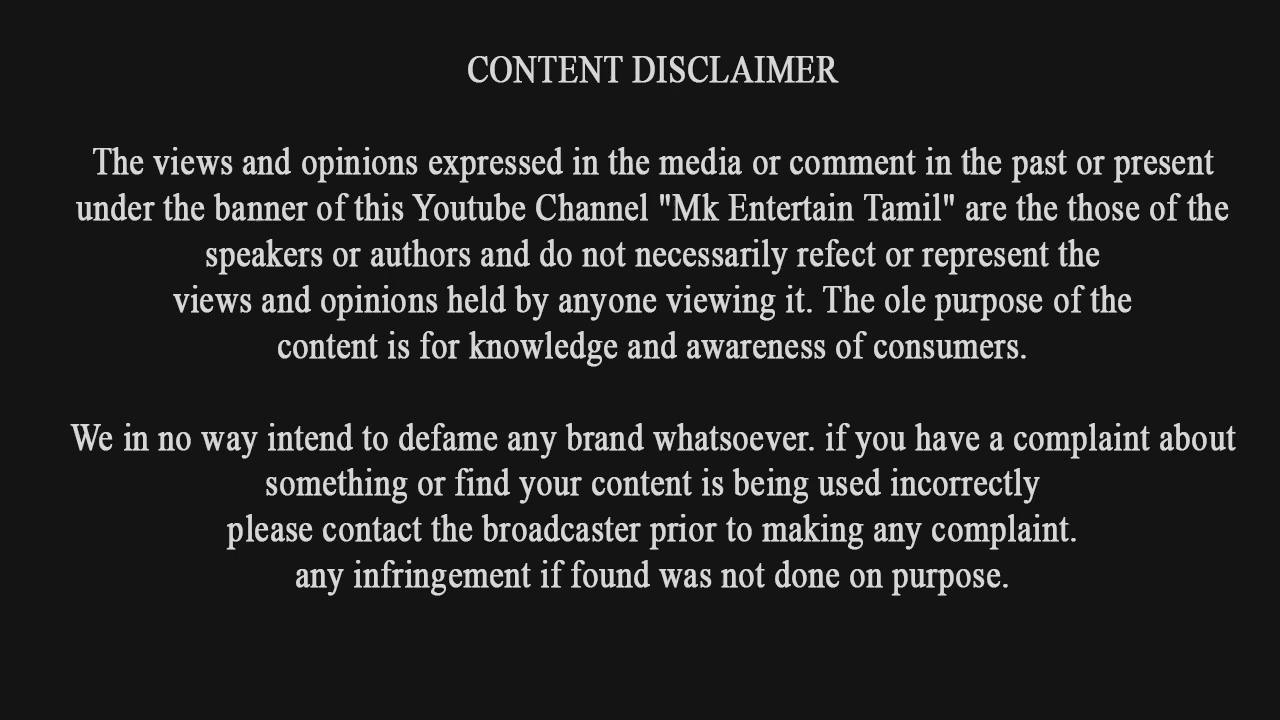 CONTENT DISCLAIMER
The views and opinions expressed in the media or comment in the past or present
under the banner of this Youtube Channel "Mk Entertain Tamil" are the those of the
speakers or authors and do not necessarily refect or represent the
views and opinions held by anyone viewing it. The ole purpose of the
content is for knowledge and awareness of consumers.
We in no way intend to defame any brand whatsoever. if you have a complaint about
something or find your content is being used incorrectly
please contact the broadcaster prior to making any complaint.
any infringement if found was not done on purpose.